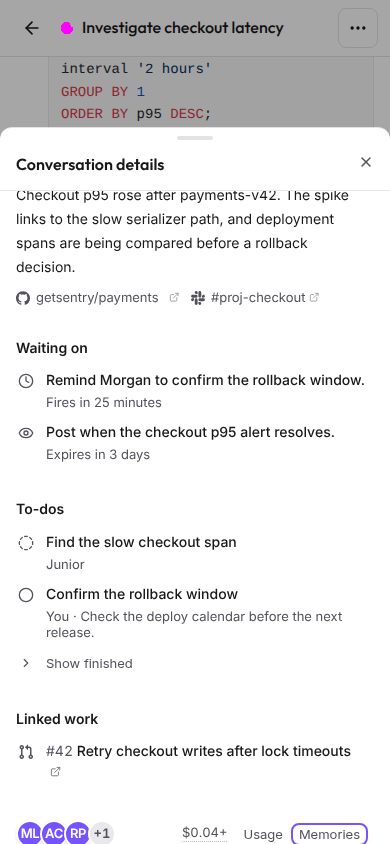 Investigate checkout latency
interval '2 hours'
GROUP BY 1
ORDER BY p95 DESC;
Conversation details
Checkout p95 rose after payments-v42. The spike
links to the slow serializer path, and deployment
spans are being compared before a rollback
decision.
getsentry/payments #proj-checkout
Waiting on
Remind Morgan to confirm the rollback window.
Fires in 25 minutes
Post when the checkout p95 alert resolves.
Expires in 3 days
To-dos
Find the slow checkout span
Junior
Confirm the rollback window
You · Check the deploy calendar before the next
release.
Show finished
Linked work
#42 Retry checkout writes after lock timeouts
ML AC RP +1 $0.04+ Usage Memories